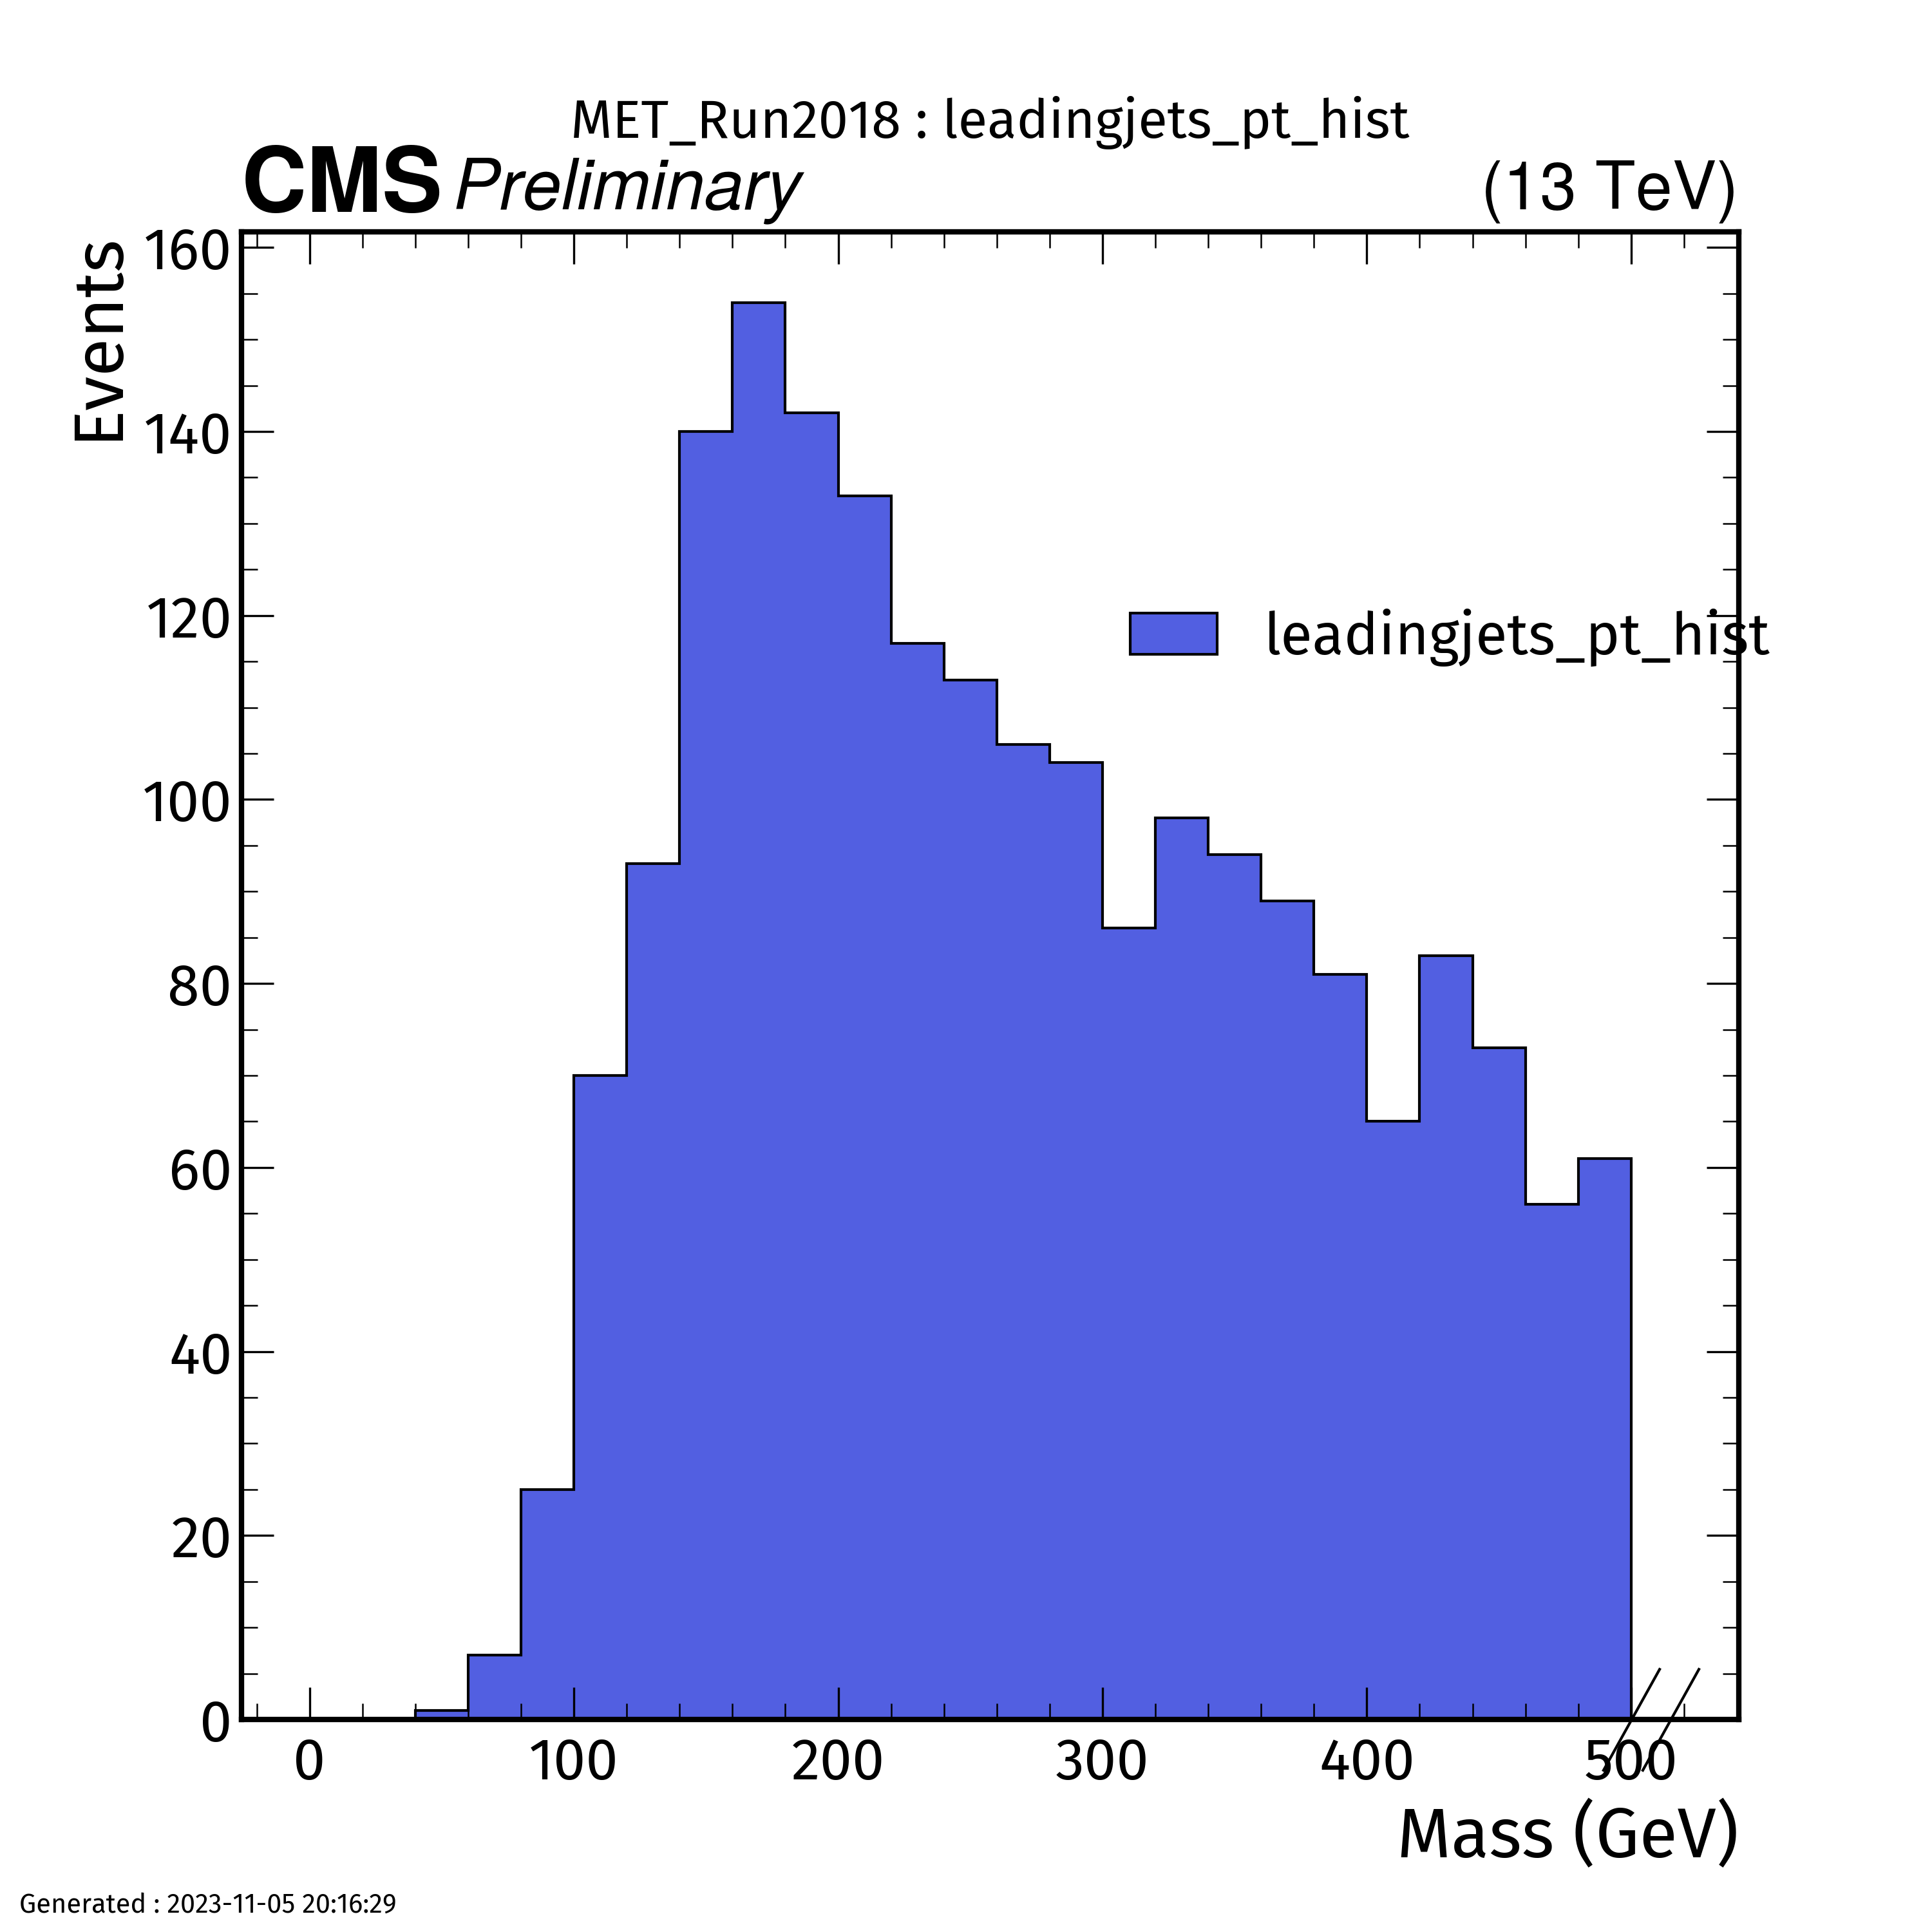 MET_Run2018 : leadingjets_pt_hist
CMS Preliminary (13 TeV)
Events
160
140
120
100
80
60
40
20
0
leadingjets_pt_hist
0 100 200 300 400 500
Mass (GeV)
Generated : 2023-11-05 20:16:29